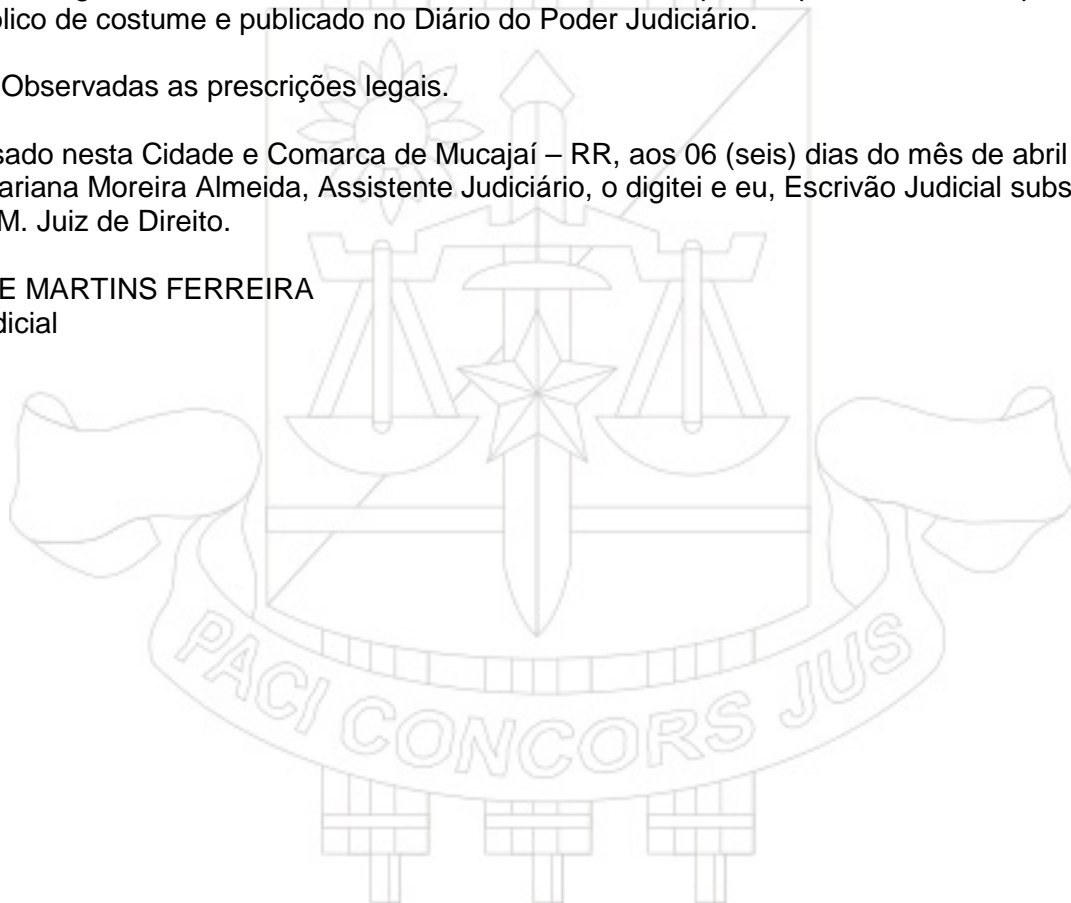 blico de costume e publicado no Diário do Poder Judiciário.
Observadas as prescrições legais.
sado nesta Cidade e Comarca de Mucajaí – RR, aos 06 (seis) dias do mês de abril
ariana Moreira Almeida, Assistente Judiciário, o digitei e eu, Escrivão Judicial subs
M. Juiz de Direito.
E MARTINS FERREIRA
dicial
PACI CONCORS JUS